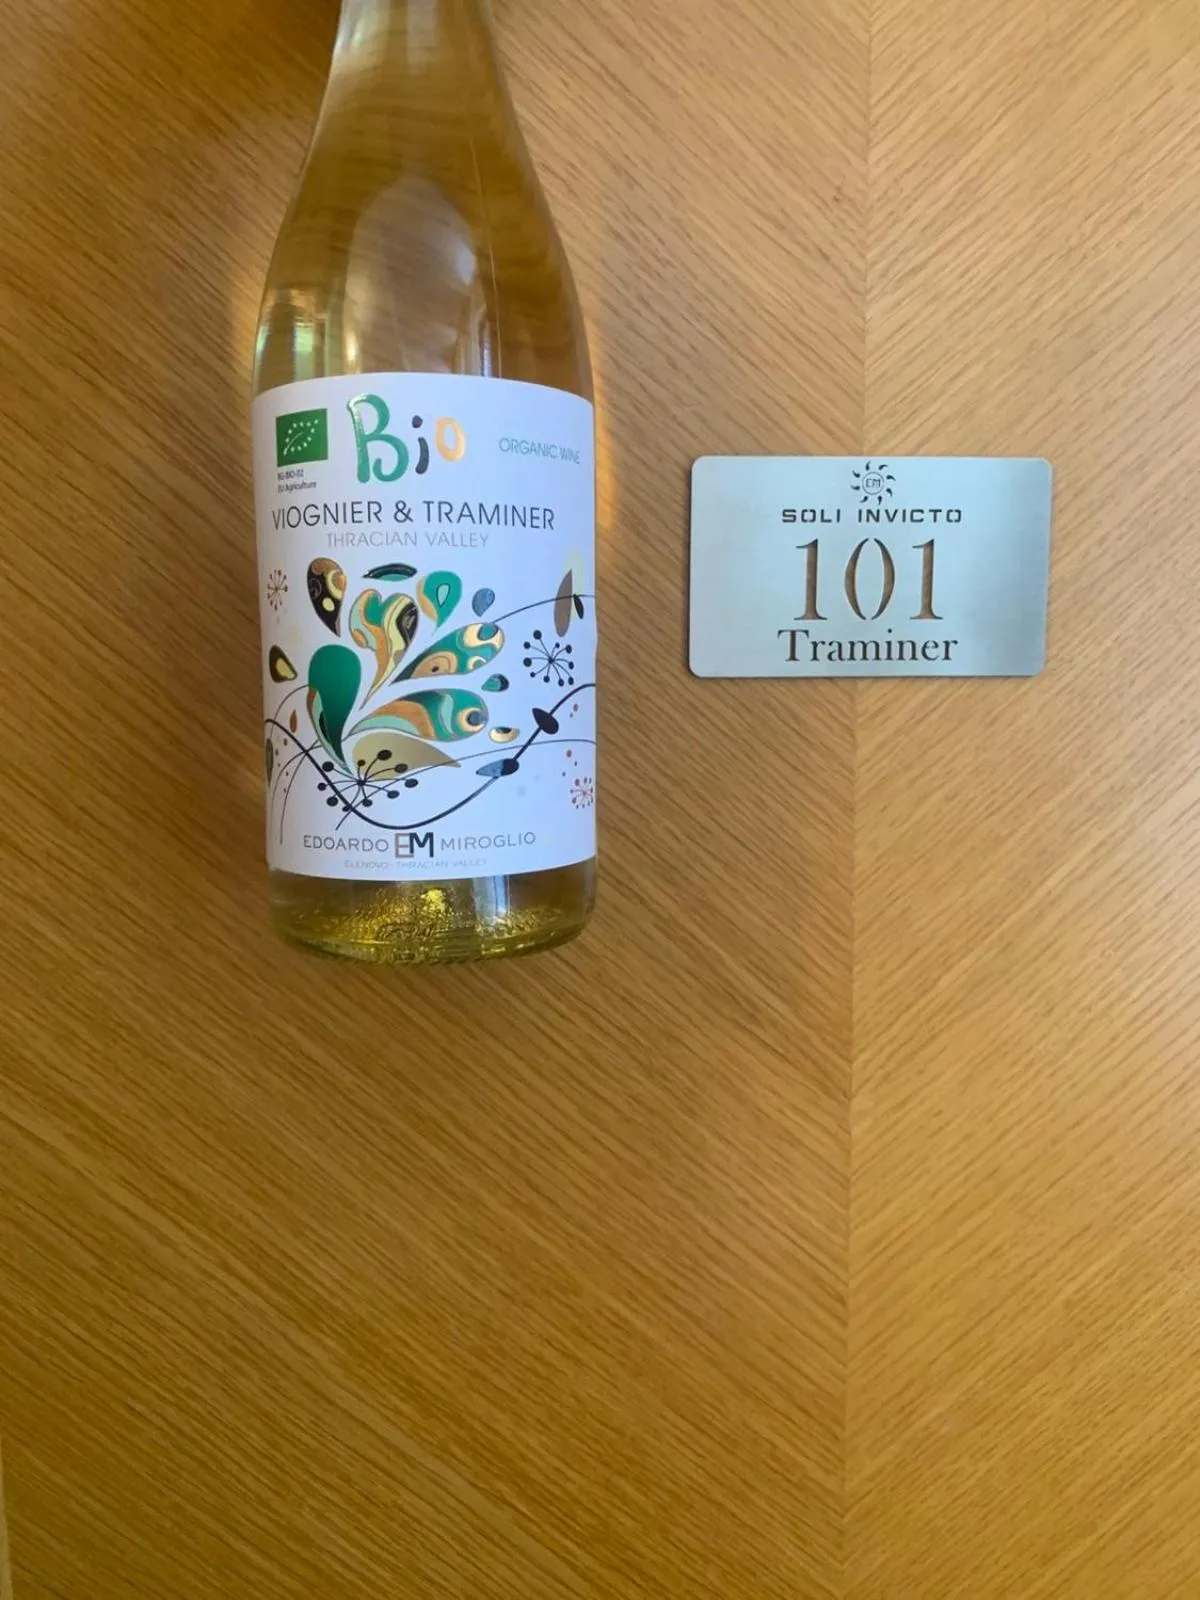 Bio
ORGANIC WINE
BG-BIO-02
EU Agriculture
VIOGNIER & TRAMINER
THRACIAN VALLEY
EDOARDO EM MIROGLIO
ELENOVO - THRACIAN VALLEY
EM
SOLI INVICTO
101
Traminer